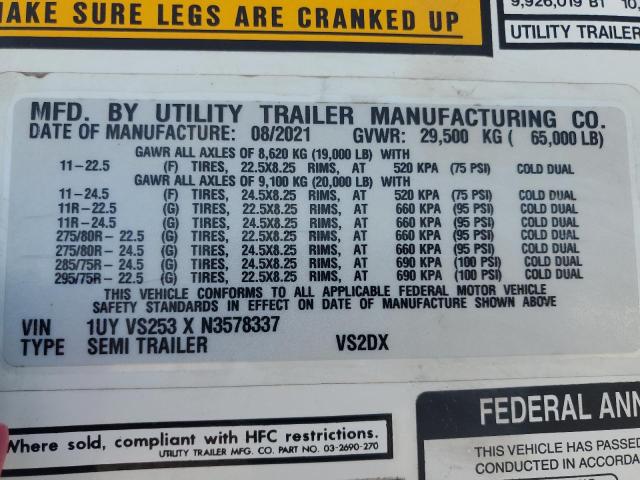 MAKE SURE LEGS ARE CRANKED UP
9,926,019 B1
UTILITY TRAILER
MFD. BY UTILITY TRAILER MANUFACTURING CO.
DATE OF MANUFACTURE: 08/2021 GVWR: 29,500 KG ( 65,000 LB)
GAWR ALL AXLES OF 8,620 KG (19,000 LB) WITH
11-22.5 (F) TIRES, 22.5X8.25 RIMS, AT 520 KPA (75 PSI) COLD DUAL
GAWR ALL AXLES OF 9,100 KG (20,000 LB) WITH
11-24.5 (F) TIRES, 24.5X8.25 RIMS, AT 520 KPA (75 PSI) COLD DUAL
11R-22.5 (G) TIRES, 22.5X8.25 RIMS, AT 660 KPA (95 PSI) COLD DUAL
11R-24.5 (G) TIRES, 24.5X8.25 RIMS, AT 660 KPA (95 PSI) COLD DUAL
275/80R-22.5 (G) TIRES, 22.5X8.25 RIMS, AT 660 KPA (95 PSI) COLD DUAL
275/80R-24.5 (G) TIRES, 24.5X8.25 RIMS, AT 660 KPA (95 PSI) COLD DUAL
285/75R-24.5 (G) TIRES, 24.5X8.25 RIMS, AT 690 KPA (100 PSI) COLD DUAL
295/75R-22.5 (G) TIRES, 22.5X8.25 RIMS, AT 690 KPA (100 PSI) COLD DUAL
THIS VEHICLE CONFORMS TO ALL APPLICABLE FEDERAL MOTOR VEHICLE
SAFETY STANDARDS IN EFFECT ON DATE OF MANUFACTURE SHOWN ABOVE
VIN 1UY VS253 X N3578337
TYPE SEMI TRAILER VS2DX
Where sold, compliant with HFC restrictions.
UTILITY TRAILER MFG. CO. PART NO. 03-2690-270
FEDERAL ANN
THIS VEHICLE HAS PASSED
CONDUCTED IN ACCORDA